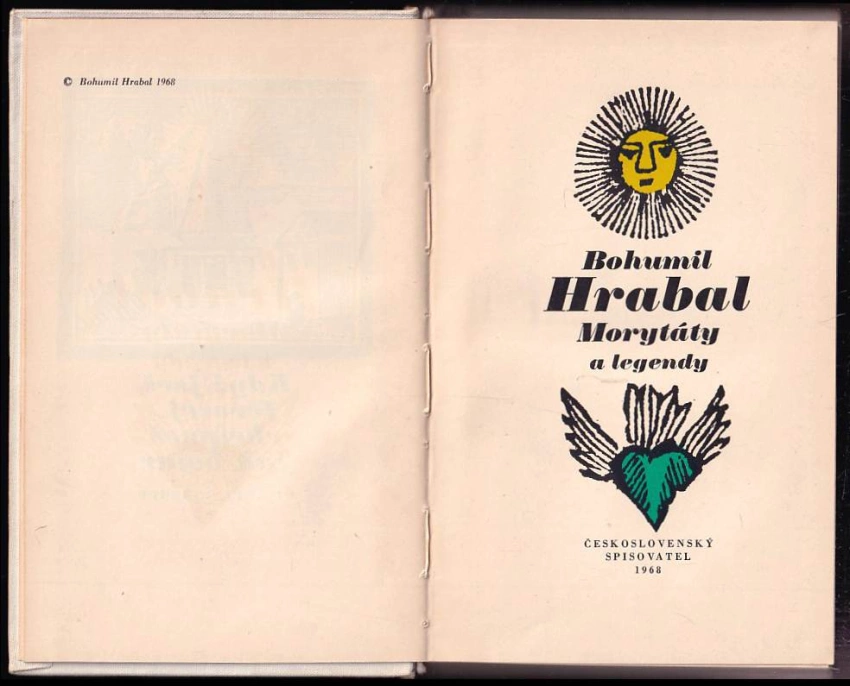 © Bohumil Hrabal 1968
Bohumil
Hrabal
Morytáty
a legendy
ČESKOSLOVENSKÝ
SPISOVATEL
1968